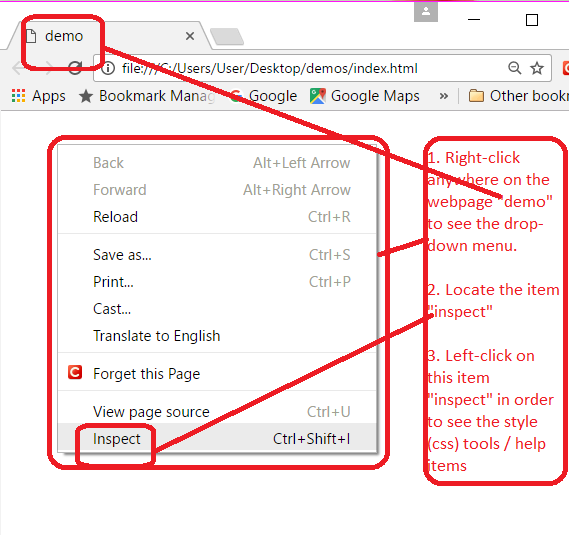 demo
file:///C:/Users/User/Desktop/demos/index.html
Apps Bookmark Manag Google Google Maps » Other bookm
Back Alt+Left Arrow
Forward Alt+Right Arrow
Reload Ctrl+R
Save as... Ctrl+S
Print... Ctrl+P
Cast...
Translate to English
C Forget this Page
View page source Ctrl+U
Inspect Ctrl+Shift+I
1. Right-click
anywhere on the
webpage "demo"
to see the drop-
down menu.
2. Locate the item
"inspect"
3. Left-click on
this item
"inspect" in order
to see the style
(css) tools / help
items